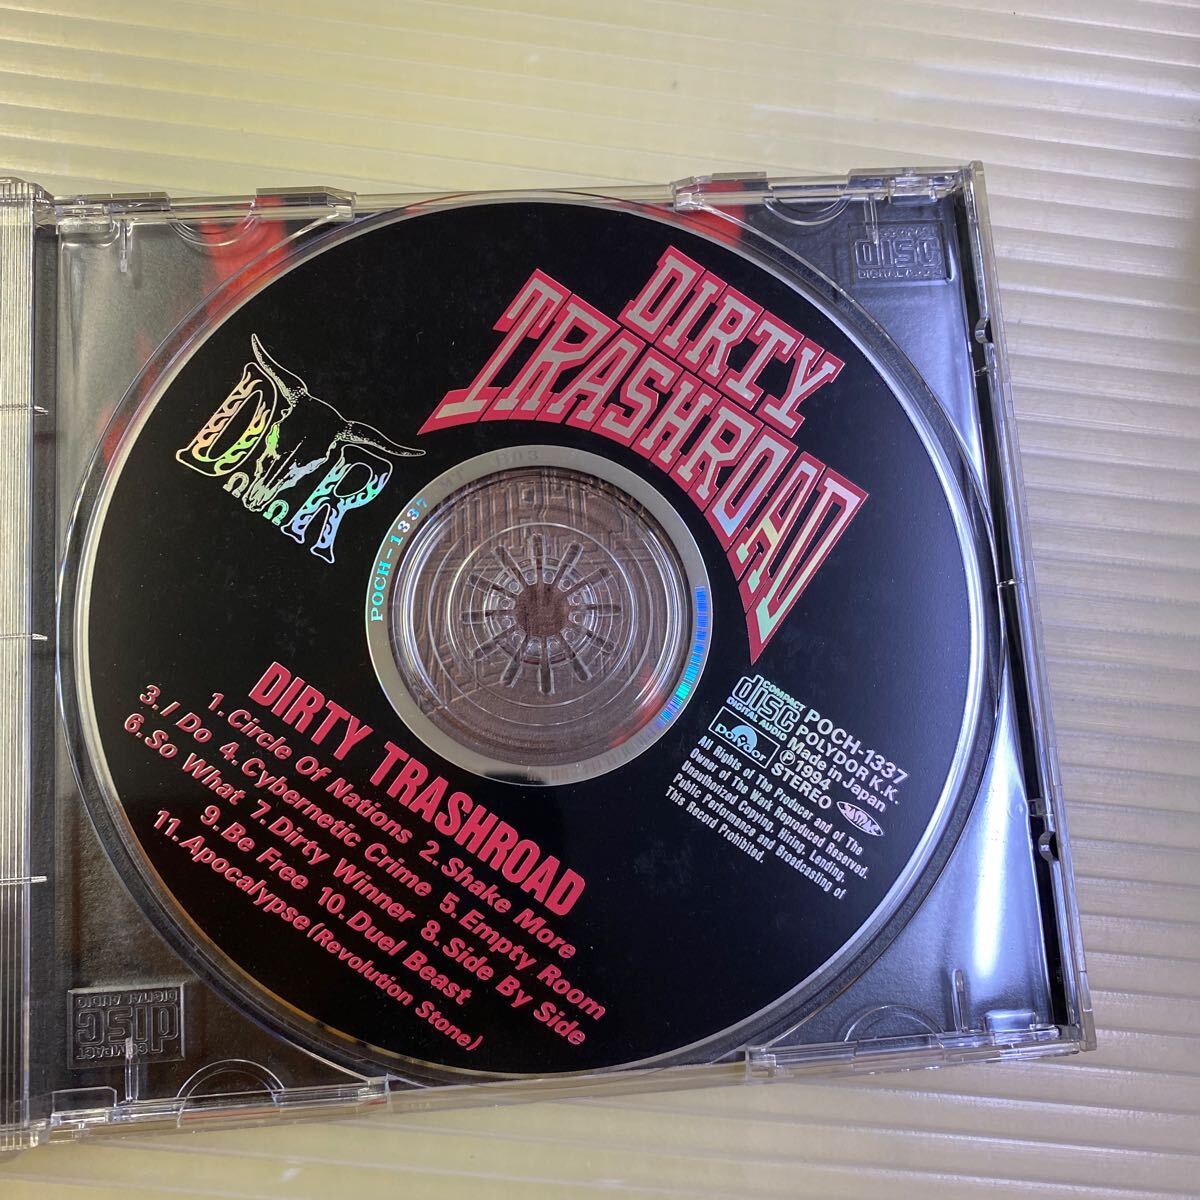 DIRTY
TRASHROAD
D R
POCH-1337
COMPACT
disc
DIGITAL AUDIO
polydor
POCH-1337
POLYDOR K.K.
Made in Japan
℗1994
STEREO
JASRAC
All Rights of The Producer and of The
Owner of The Work Reproduced Reserved.
Unauthorized Copying, Hiring, Lending,
Public Performance and Broadcasting of
This Record Prohibited.
DIRTY TRASHROAD
1. Circle Of Nations 2. Shake More
3. I Do 4. Cybernetic Crime 5. Empty Room
6. So What 7. Dirty Winner 8. Side By Side
9. Be Free 10. Duel Beast
11. Apocalypse (Revolution Stone)
disc
COMPACT
disc
DIGITAL AUDIO